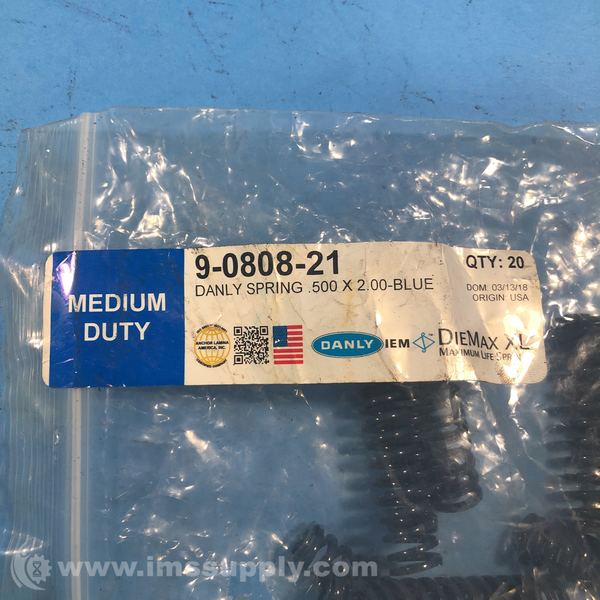 MEDIUM
DUTY
9-0808-21
DANLY SPRING .500 X 2.00-BLUE
QTY: 20
DOM: 03/13/18
ORIGIN: USA
ANCHOR LAMINA
AMERICA, INC.
DANLY
IEM
DIEMAX XL
MAXIMUM LIFE SPRING
www.imssupply.com